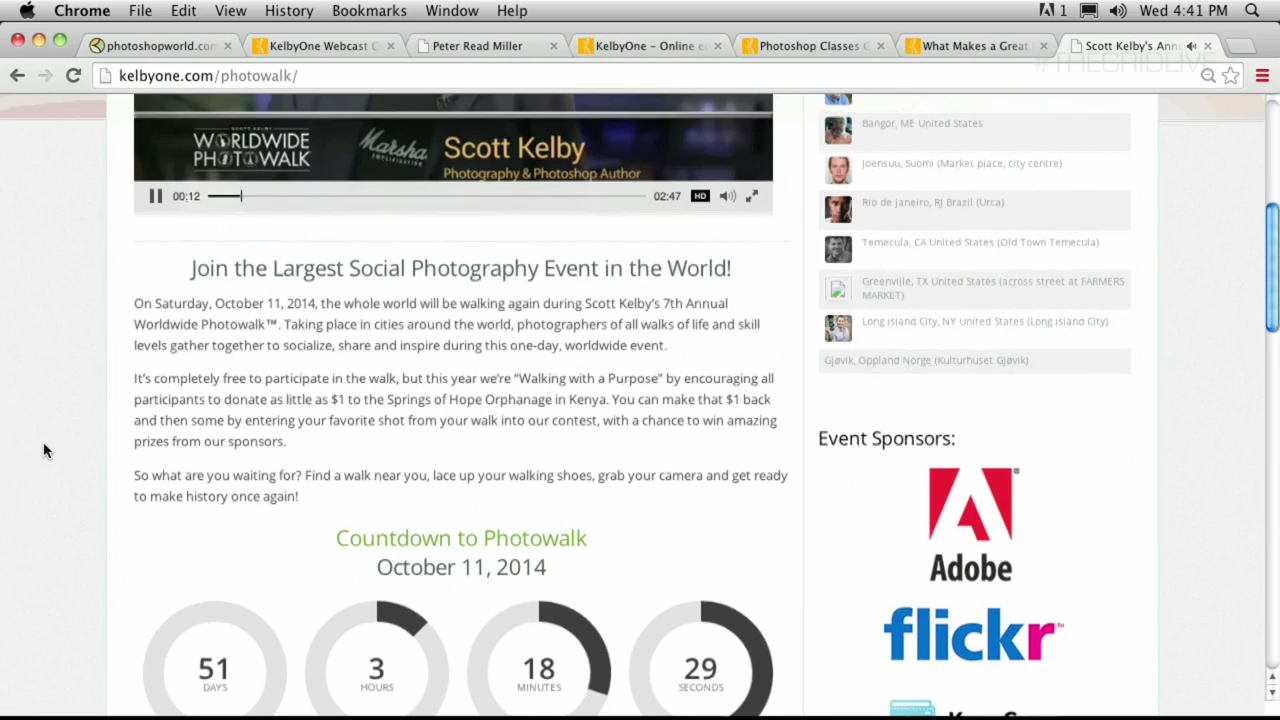 Chrome File Edit View History Bookmarks Window Help 1 Wed 4:41 PM
photoshopworld.com KelbyOne Webcast C Peter Read Miller KelbyOne – Online e Photoshop Classes C What Makes a Great Scott Kelby's Ann
#THEGRIDLIVE
kelbyone.com/photowalk/
SCOTT KELBY
WORLDWIDE
PHOTOWALK
Marsha
AMPLIFICATION
Scott Kelby
Photography & Photoshop Author
00:12 02:47 HD
Join the Largest Social Photography Event in the World!
On Saturday, October 11, 2014, the whole world will be walking again during Scott Kelby's 7th Annual
Worldwide Photowalk™. Taking place in cities around the world, photographers of all walks of life and skill
levels gather together to socialize, share and inspire during this one-day, worldwide event.
It's completely free to participate in the walk, but this year we're “Walking with a Purpose” by encouraging all
participants to donate as little as $1 to the Springs of Hope Orphanage in Kenya. You can make that $1 back
and then some by entering your favorite shot from your walk into our contest, with a chance to win amazing
prizes from our sponsors.
So what are you waiting for? Find a walk near you, lace up your walking shoes, grab your camera and get ready
to make history once again!
Countdown to Photowalk
October 11, 2014
51 3 18 29
DAYS HOURS MINUTES SECONDS
Bangor, ME United States
Joensuu, Suomi (Market place, city centre)
Rio de janeiro, RJ Brazil (Urca)
Temecula, CA United States (Old Town Temecula)
Greenville, TX United States (across street at FARMERS
MARKET)
Long island City, NY United States (Long island City)
Gjøvik, Oppland Norge (Kulturhuset Gjøvik)
Event Sponsors:
Adobe
flickr